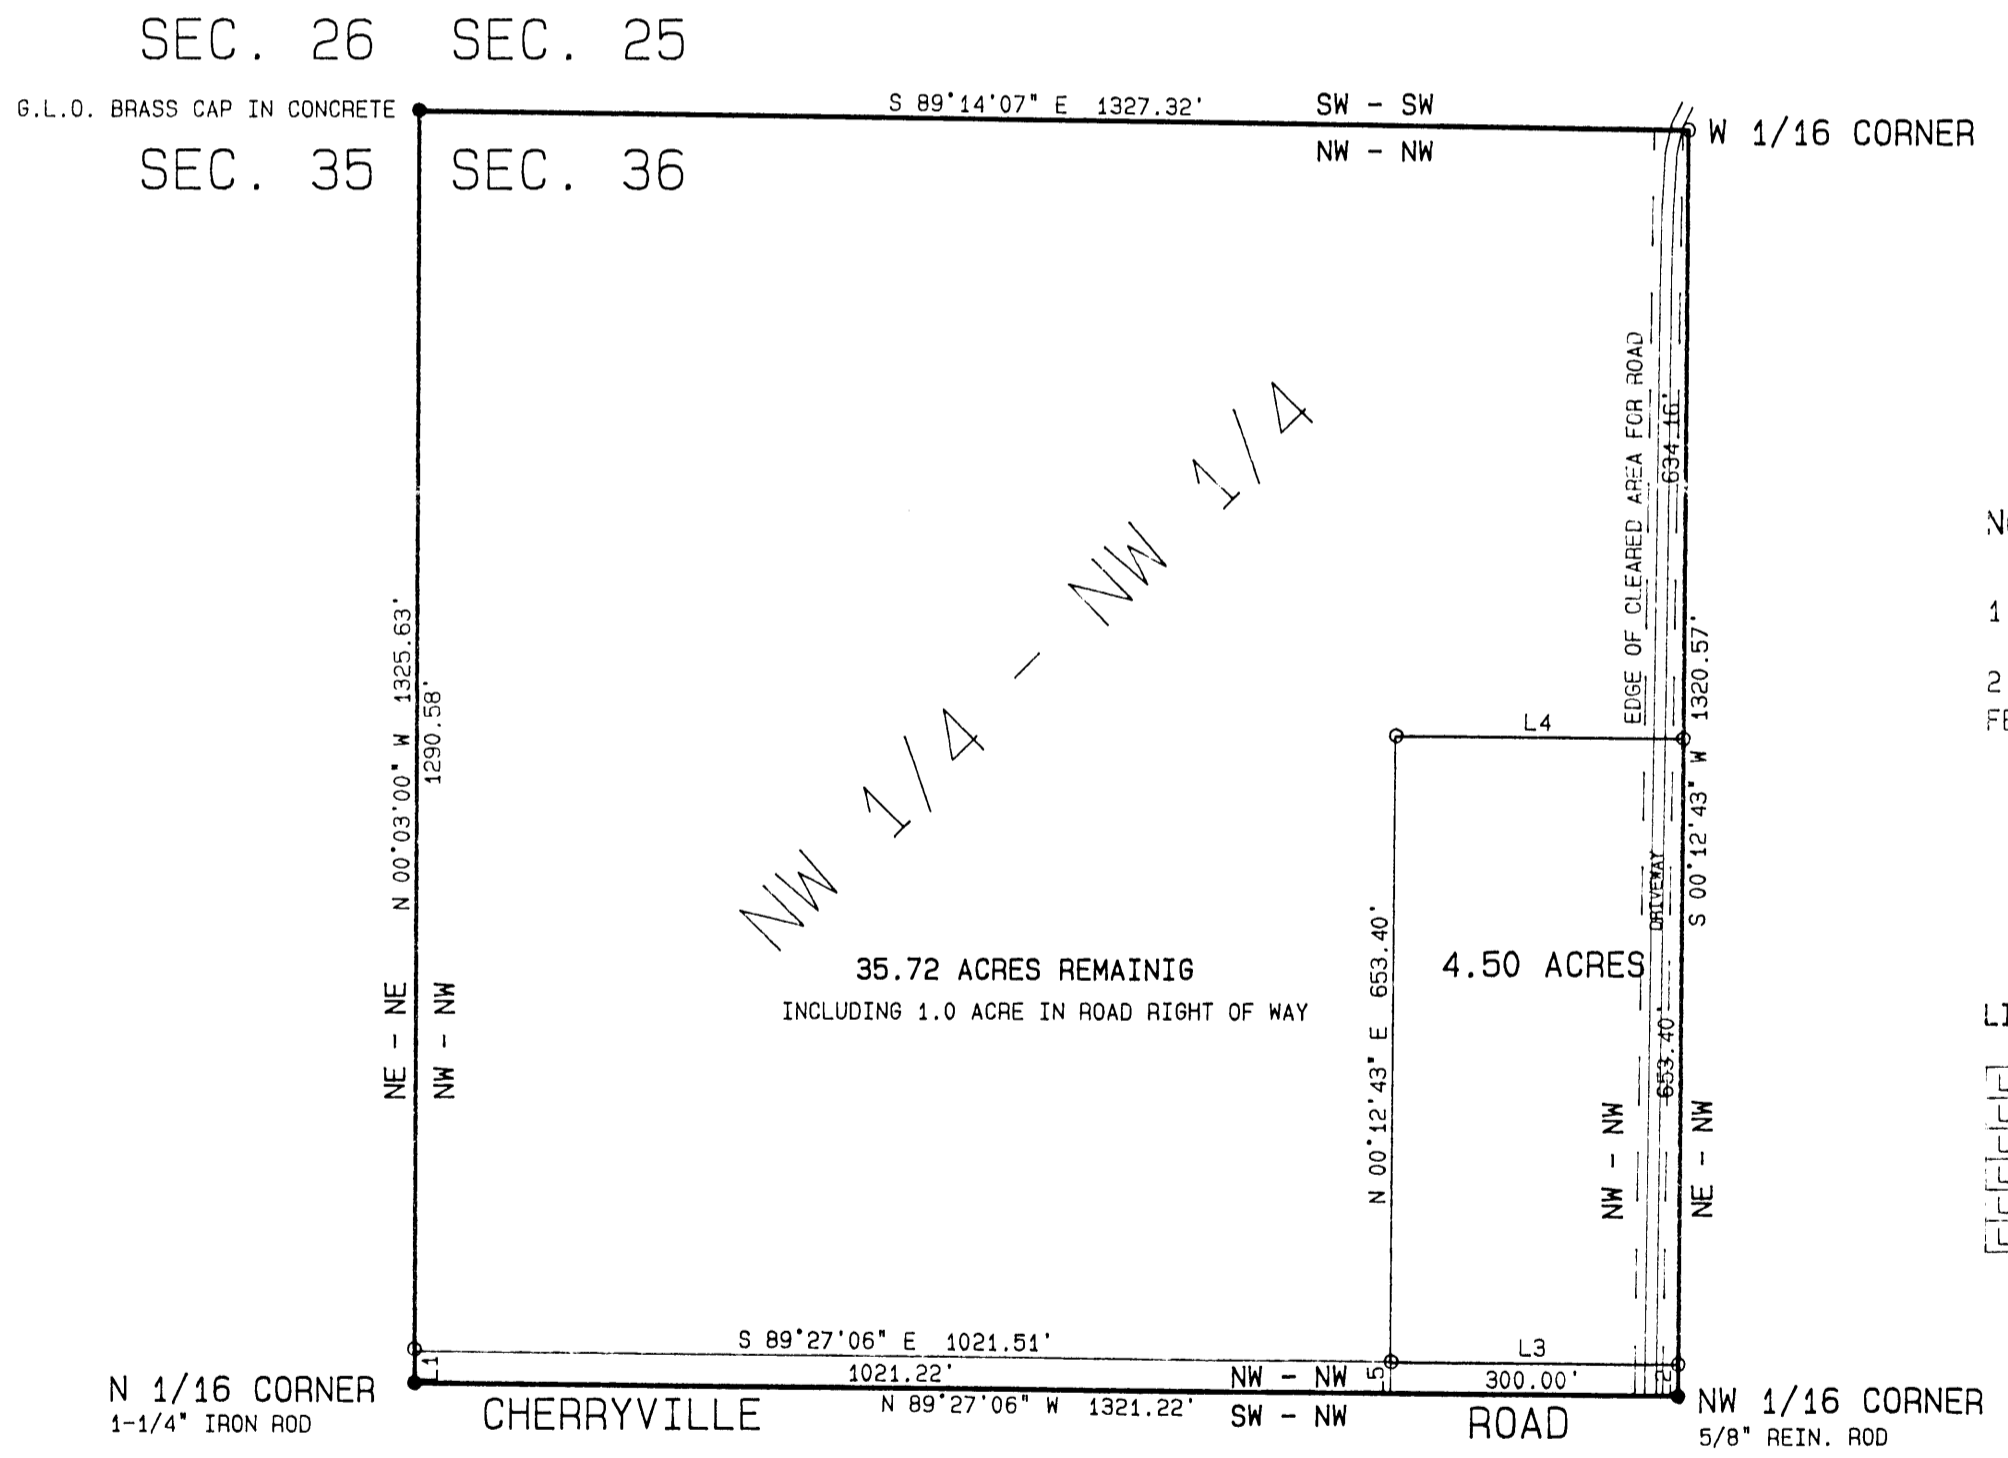 SEC. 26 SEC. 25
G.L.O. BRASS CAP IN CONCRETE
S 89°14'07" E 1327.32'
SW - SW
NW - NW
W 1/16 CORNER
SEC. 35 SEC. 36
NW 1/4 - NW 1/4
EDGE OF CLEARED AREA FOR ROAD
634.16'
N 00°03'00" W 1325.63'
1290.58'
S 00°12'43" W 1320.57'
1
2
L4
DRIVEWAY
N 00°12'43" E 653.40'
4.50 ACRES
653.40'
35.72 ACRES REMAINIG
INCLUDING 1.0 ACRE IN ROAD RIGHT OF WAY
NE - NE
NW - NW
NW - NW
NE - NW
S 89°27'06" E 1021.51'
L3
1021.22'
NW - NW
300.00'
N 1/16 CORNER
1-1/4" IRON ROD
CHERRYVILLE
N 89°27'06" W 1321.22'
SW - NW
ROAD
NW 1/16 CORNER
5/8" REIN. ROD